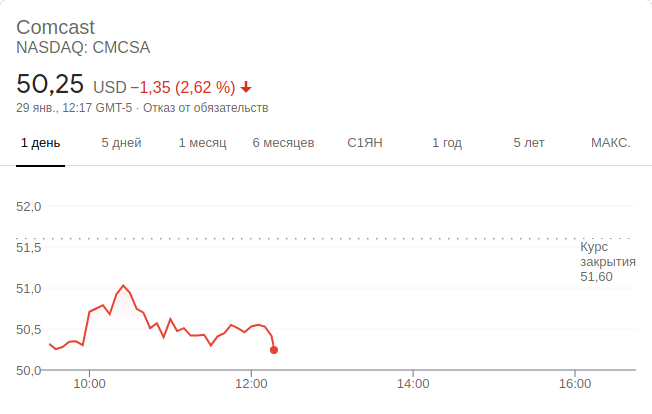 Comcast
NASDAQ: CMCSA
50,25 USD −1,35 (2,62 %)
29 янв., 12:17 GMT-5 · Отказ от обязательств
1 день 5 дней 1 месяц 6 месяцев С1ЯН 1 год 5 лет МАКС.
52,0
51,5
Курс
закрытия
51,60
51,0
50,5
50,0
10:00 12:00 14:00 16:00